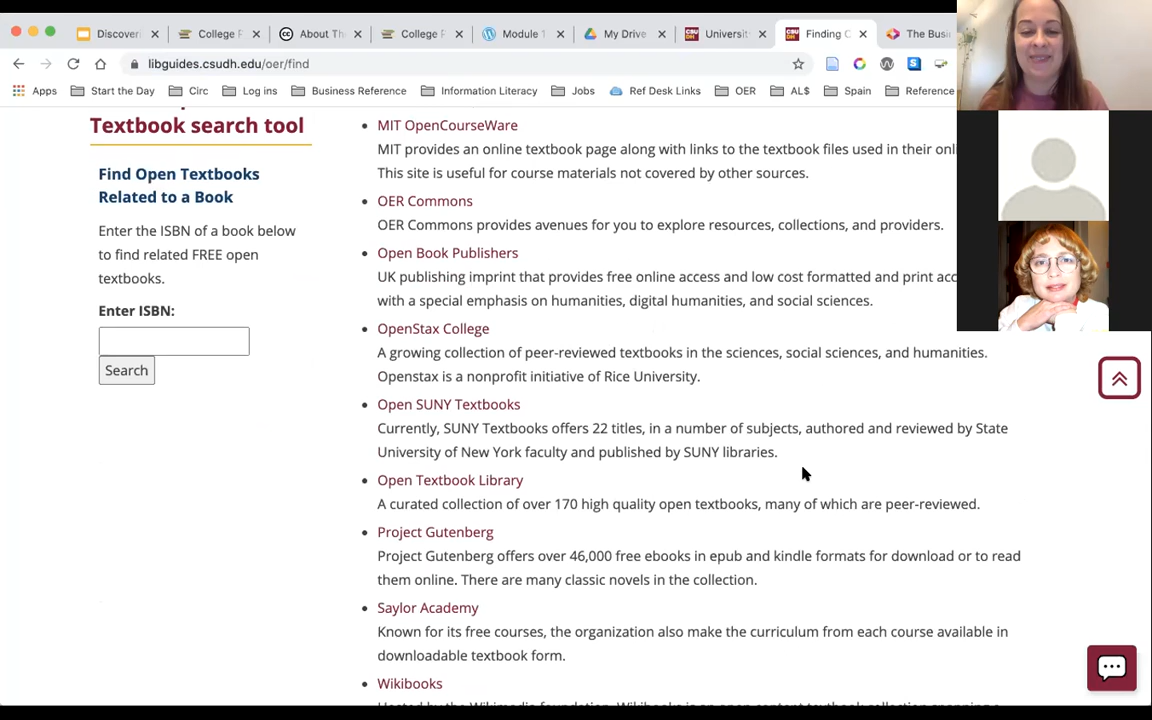 Discover
College P
About Th
College P
Module 1
My Drive
Universit
Finding C
The Busi
libguides.csudh.edu/oer/find
Apps Start the Day Circ Log ins Business Reference Information Literacy Jobs Ref Desk Links OER AL$ Spain Reference
Textbook search tool
Find Open Textbooks
Related to a Book
Enter the ISBN of a book below
to find related FREE open
textbooks.
Enter ISBN:
Search
MIT OpenCourseWare
MIT provides an online textbook page along with links to the textbook files used in their onl
This site is useful for course materials not covered by other sources.
OER Commons
OER Commons provides avenues for you to explore resources, collections, and providers.
Open Book Publishers
UK publishing imprint that provides free online access and low cost formatted and print acc
with a special emphasis on humanities, digital humanities, and social sciences.
OpenStax College
A growing collection of peer-reviewed textbooks in the sciences, social sciences, and humanities.
Openstax is a nonprofit initiative of Rice University.
Open SUNY Textbooks
Currently, SUNY Textbooks offers 22 titles, in a number of subjects, authored and reviewed by State
University of New York faculty and published by SUNY libraries.
Open Textbook Library
A curated collection of over 170 high quality open textbooks, many of which are peer-reviewed.
Project Gutenberg
Project Gutenberg offers over 46,000 free ebooks in epub and kindle formats for download or to read
them online. There are many classic novels in the collection.
Saylor Academy
Known for its free courses, the organization also make the curriculum from each course available in
downloadable textbook form.
Wikibooks